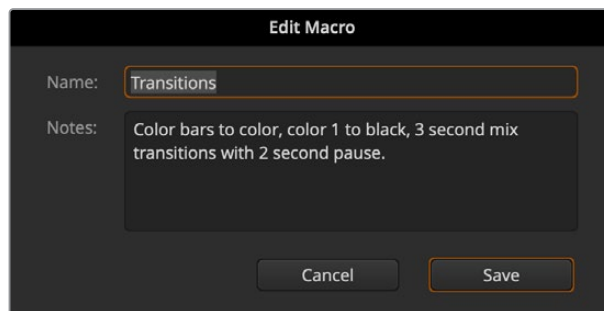 Edit Macro
Name: Transitions
Notes: Color bars to color, color 1 to black, 3 second mix
transitions with 2 second pause.
Cancel Save